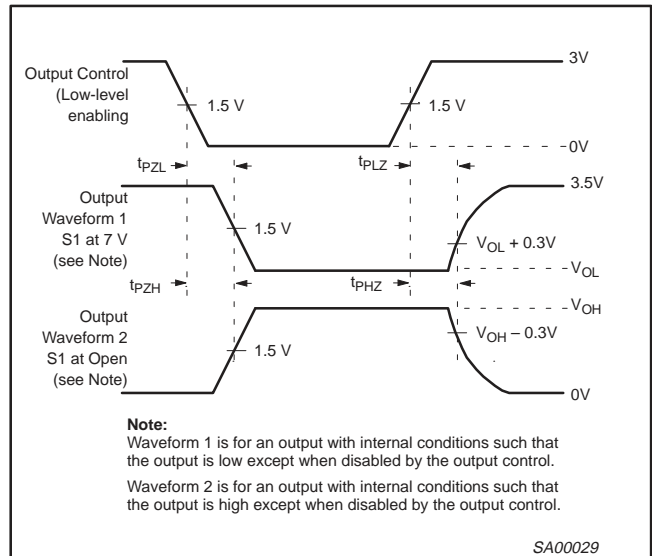 3V
Output Control
(Low-level
enabling
1.5 V
1.5 V
0V
tPZL
tPLZ
Output
Waveform 1
S1 at 7 V
(see Note)
3.5V
1.5 V
VOL + 0.3V
VOL
tPZH
tPHZ
VOH
Output
Waveform 2
S1 at Open
(see Note)
1.5 V
VOH – 0.3V
0V
Note:
Waveform 1 is for an output with internal conditions such that
the output is low except when disabled by the output control.
Waveform 2 is for an output with internal conditions such that
the output is high except when disabled by the output control.
SA00029